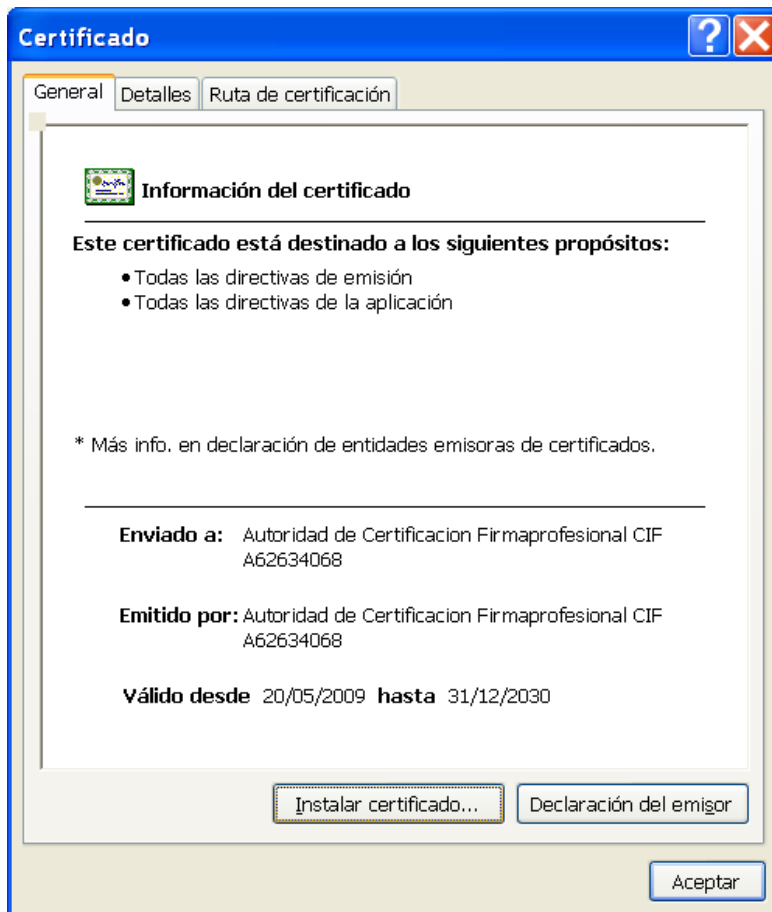 Certificado
General Detalles Ruta de certificación
Información del certificado
Este certificado está destinado a los siguientes propósitos:
• Todas las directivas de emisión
• Todas las directivas de la aplicación
* Más info. en declaración de entidades emisoras de certificados.
Enviado a: Autoridad de Certificacion Firmaprofesional CIF
A62634068
Emitido por: Autoridad de Certificacion Firmaprofesional CIF
A62634068
Válido desde 20/05/2009 hasta 31/12/2030
Instalar certificado... Declaración del emisor
Aceptar